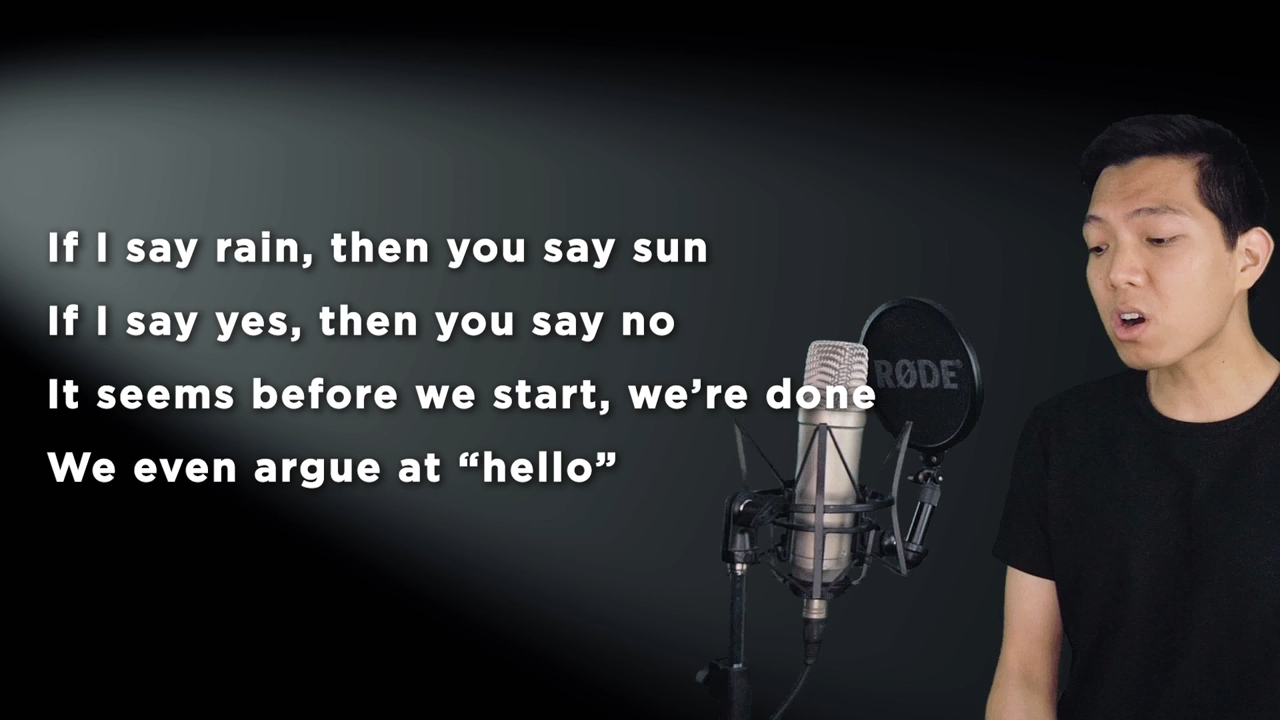 If I say rain, then you say sun
If I say yes, then you say no
It seems before we start, we’re done
We even argue at “hello”
RØDE